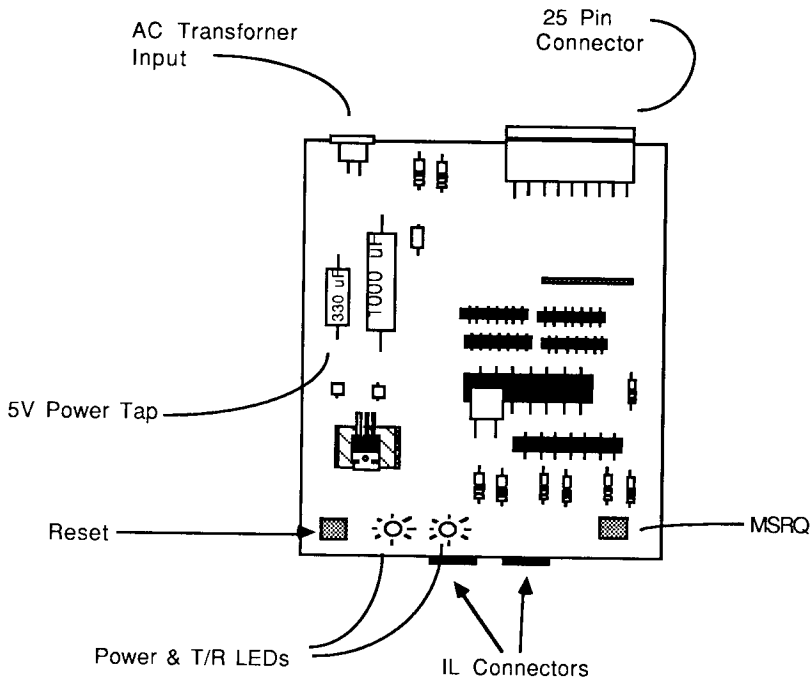 AC Transforner
Input
25 Pin
Connector
330 uF
1000 uF
5V Power Tap
Reset
MSRQ
Power & T/R LEDs
IL Connectors